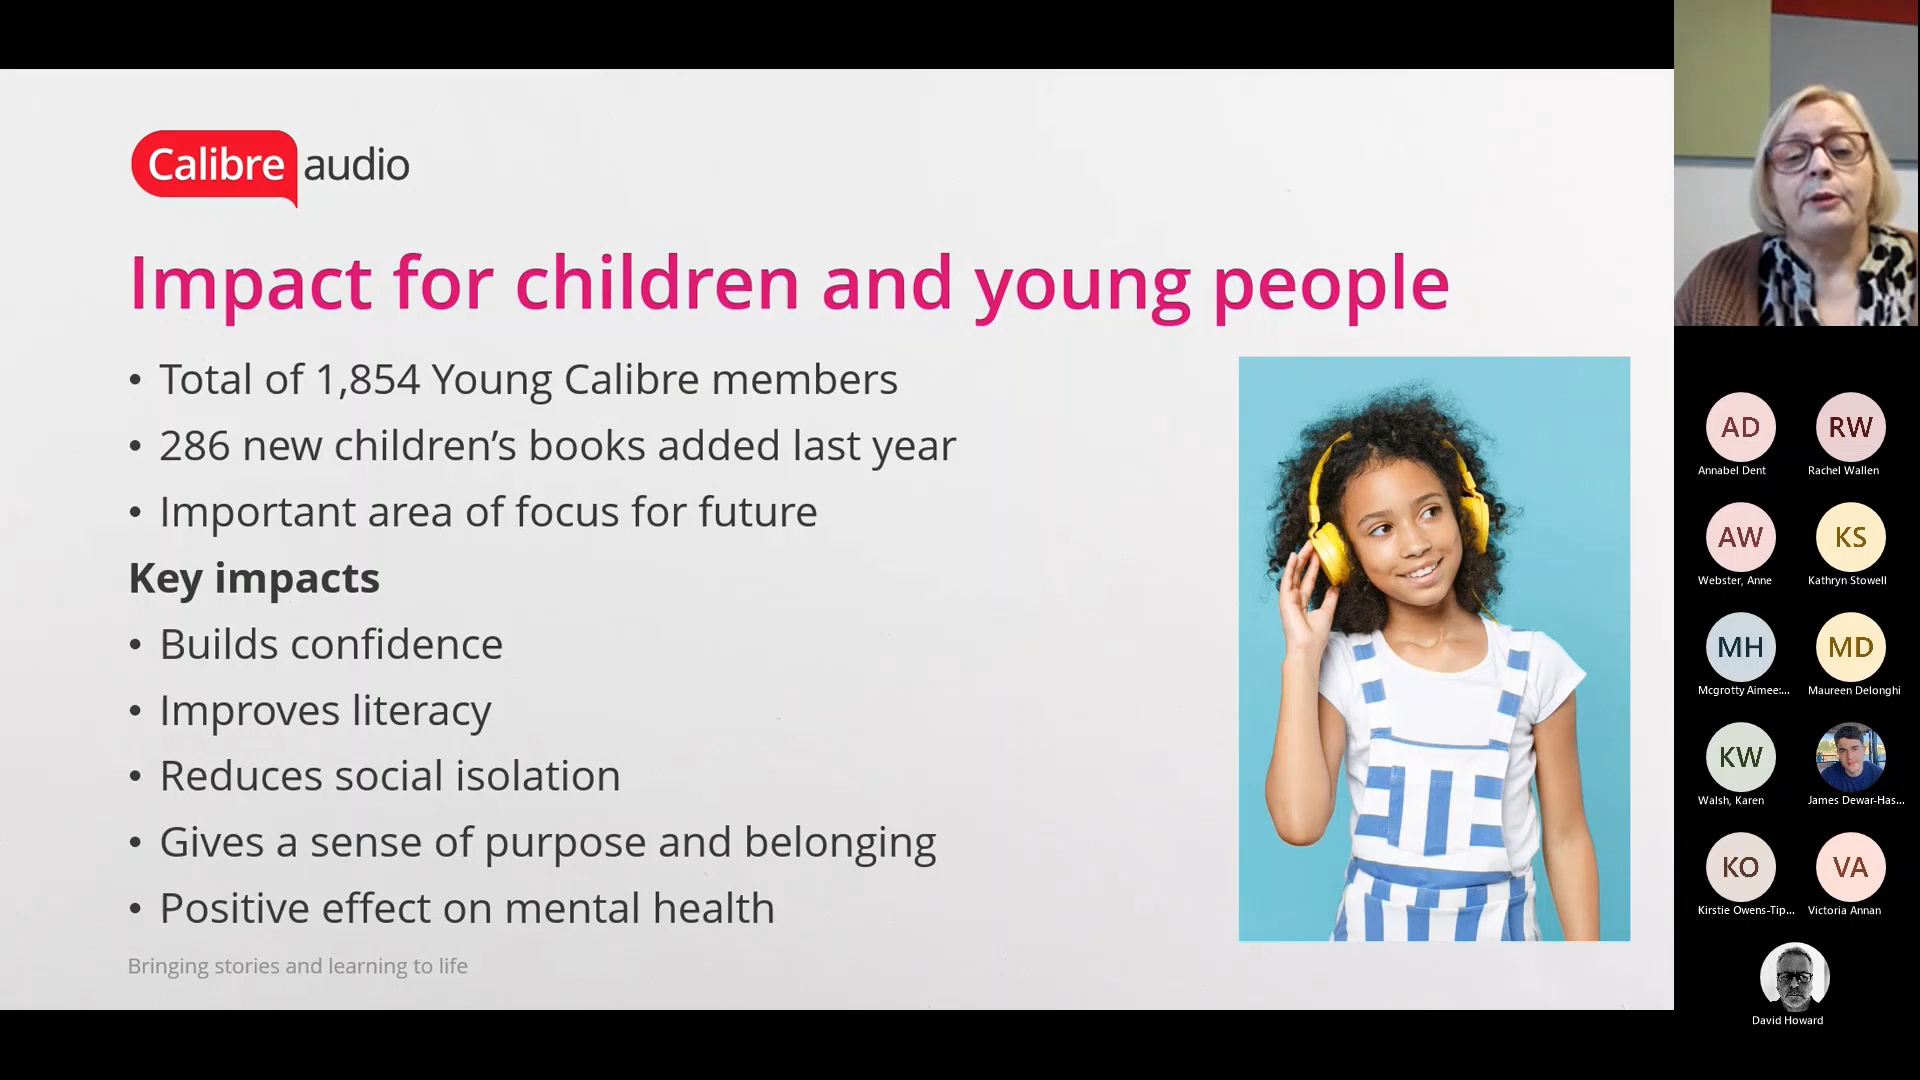 Calibre audio
Impact for children and young people
• Total of 1,854 Young Calibre members
• 286 new children’s books added last year
• Important area of focus for future
Key impacts
• Builds confidence
• Improves literacy
• Reduces social isolation
• Gives a sense of purpose and belonging
• Positive effect on mental health
Bringing stories and learning to life
AD
Annabel Dent
RW
Rachel Wallen
AW
Webster, Anne
KS
Kathryn Stowell
MH
Mcgrotty Aimee:...
MD
Maureen Delonghi
KW
Walsh, Karen
James Dewar-Has...
KO
Kirstie Owens-Tip...
VA
Victoria Annan
David Howard